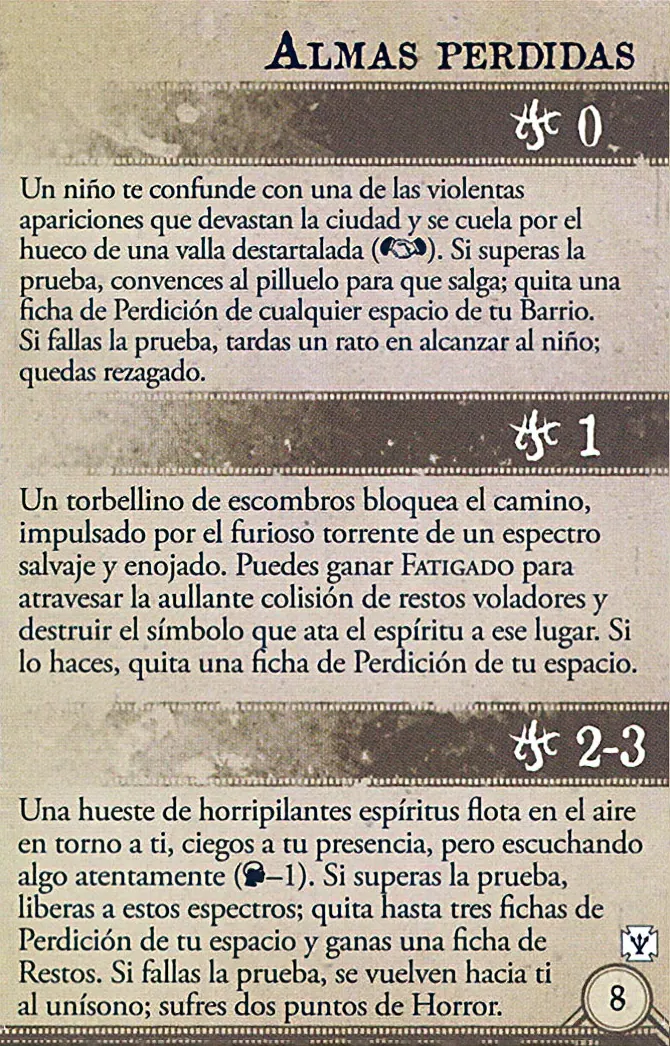 Almas perdidas
0
Un niño te confunde con una de las violentas
apariciones que devastan la ciudad y se cuela por el
hueco de una valla destartalada ( ). Si superas la
prueba, convences al pilluelo para que salga; quita una
ficha de Perdición de cualquier espacio de tu Barrio.
Si fallas la prueba, tardas un rato en alcanzar al niño;
quedas rezagado.
1
Un torbellino de escombros bloquea el camino,
impulsado por el furioso torrente de un espectro
salvaje y enojado. Puedes ganar Fatigado para
atravesar la aullante colisión de restos voladores y
destruir el símbolo que ata el espíritu a ese lugar. Si
lo haces, quita una ficha de Perdición de tu espacio.
2-3
Una hueste de horripilantes espíritus flota en el aire
en torno a ti, ciegos a tu presencia, pero escuchando
algo atentamente ( –1). Si superas la prueba,
liberas a estos espectros; quita hasta tres fichas de
Perdición de tu espacio y ganas una ficha de
Restos. Si fallas la prueba, se vuelven hacia ti
al unísono; sufres dos puntos de Horror.
8